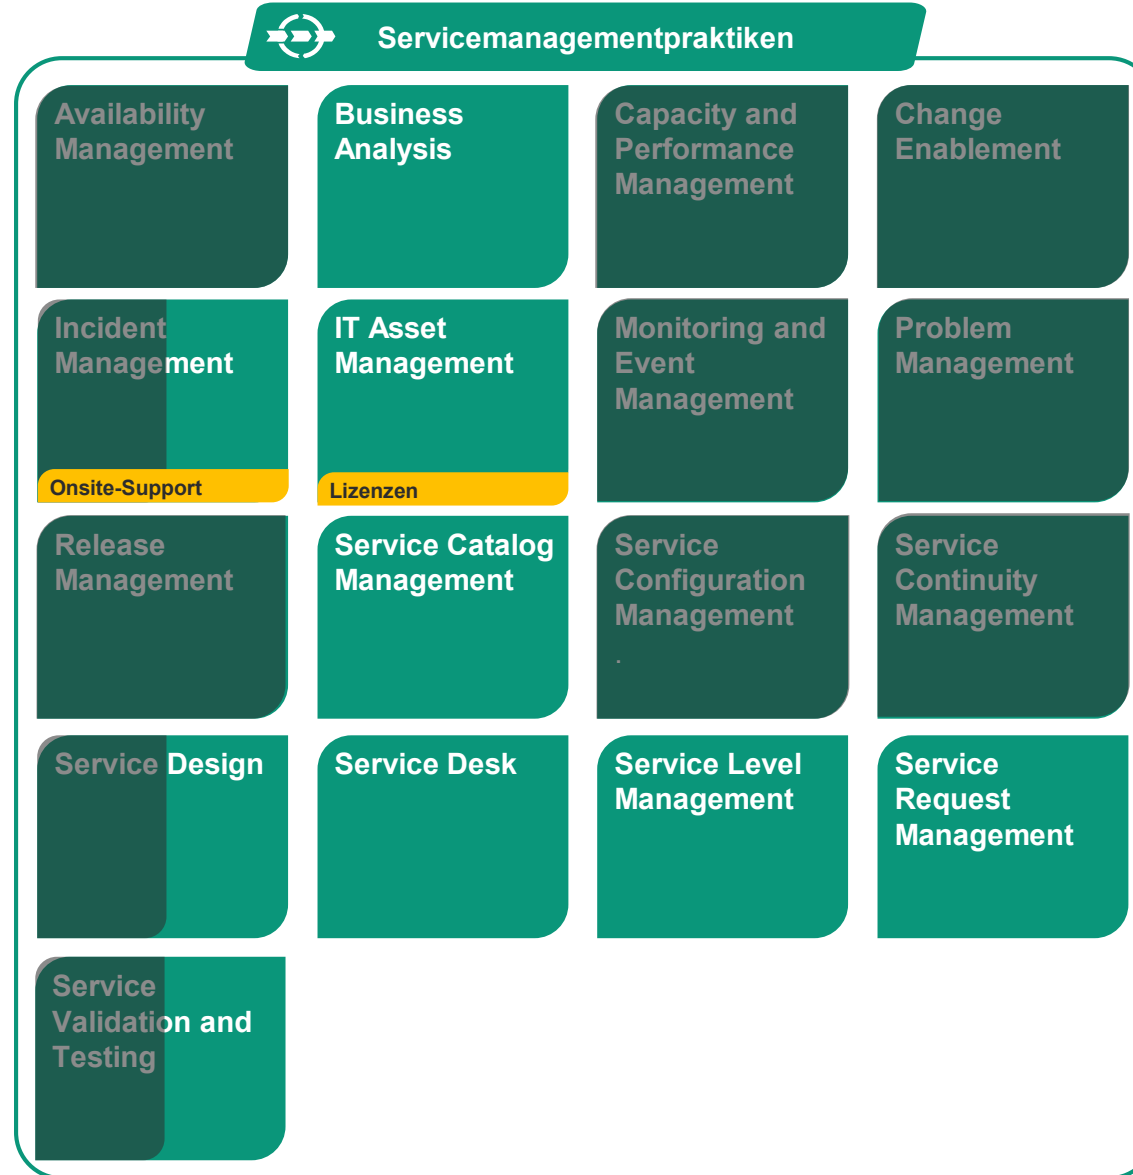 Servicemanagementpraktiken
Availability
Management
Business
Analysis
Capacity and
Performance
Management
Change
Enablement
Incident
Management
Onsite-Support
IT Asset
Management
Lizenzen
Monitoring and
Event
Management
Problem
Management
Release
Management
Service Catalog
Management
Service
Configuration
Management
.
Service
Continuity
Management
Service Design
Service Desk
Service Level
Management
Service
Request
Management
Service
Validation and
Testing